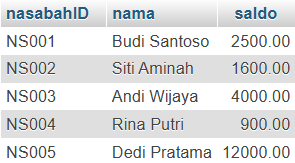 nasabahID nama saldo
NS001 Budi Santoso 2500.00
NS002 Siti Aminah 1600.00
NS003 Andi Wijaya 4000.00
NS004 Rina Putri 900.00
NS005 Dedi Pratama 12000.00